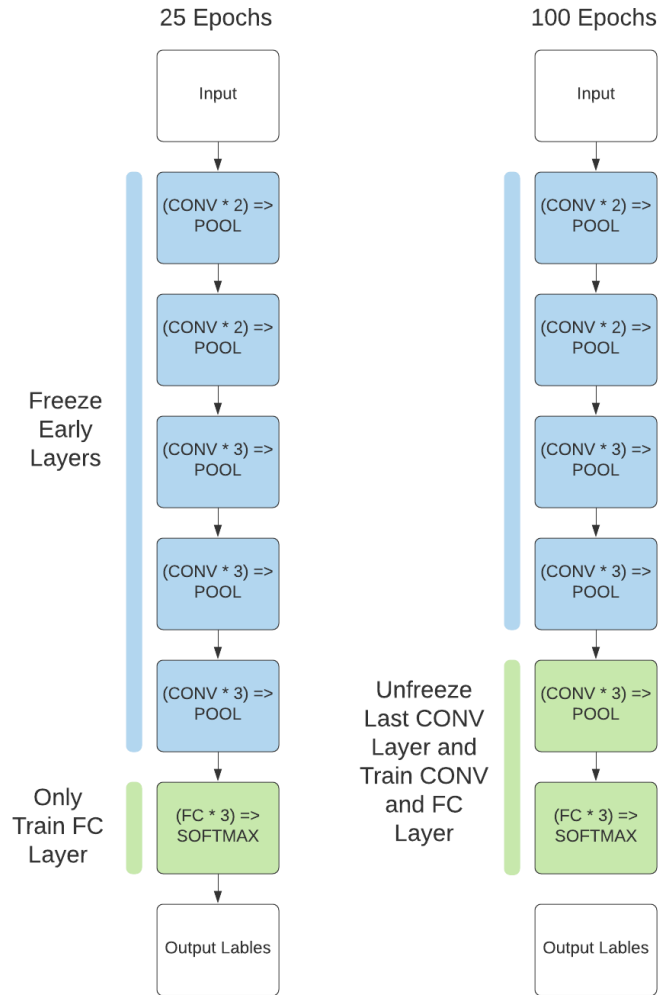 25 Epochs
Input
(CONV * 2) =>
POOL
(CONV * 2) =>
POOL
(CONV * 3) =>
POOL
(CONV * 3) =>
POOL
(CONV * 3) =>
POOL
(FC * 3) =>
SOFTMAX
Output Lables
Freeze
Early
Layers
Only
Train FC
Layer
100 Epochs
Input
(CONV * 2) =>
POOL
(CONV * 2) =>
POOL
(CONV * 3) =>
POOL
(CONV * 3) =>
POOL
(CONV * 3) =>
POOL
(FC * 3) =>
SOFTMAX
Output Lables
Unfreeze
Last CONV
Layer and
Train CONV
and FC
Layer